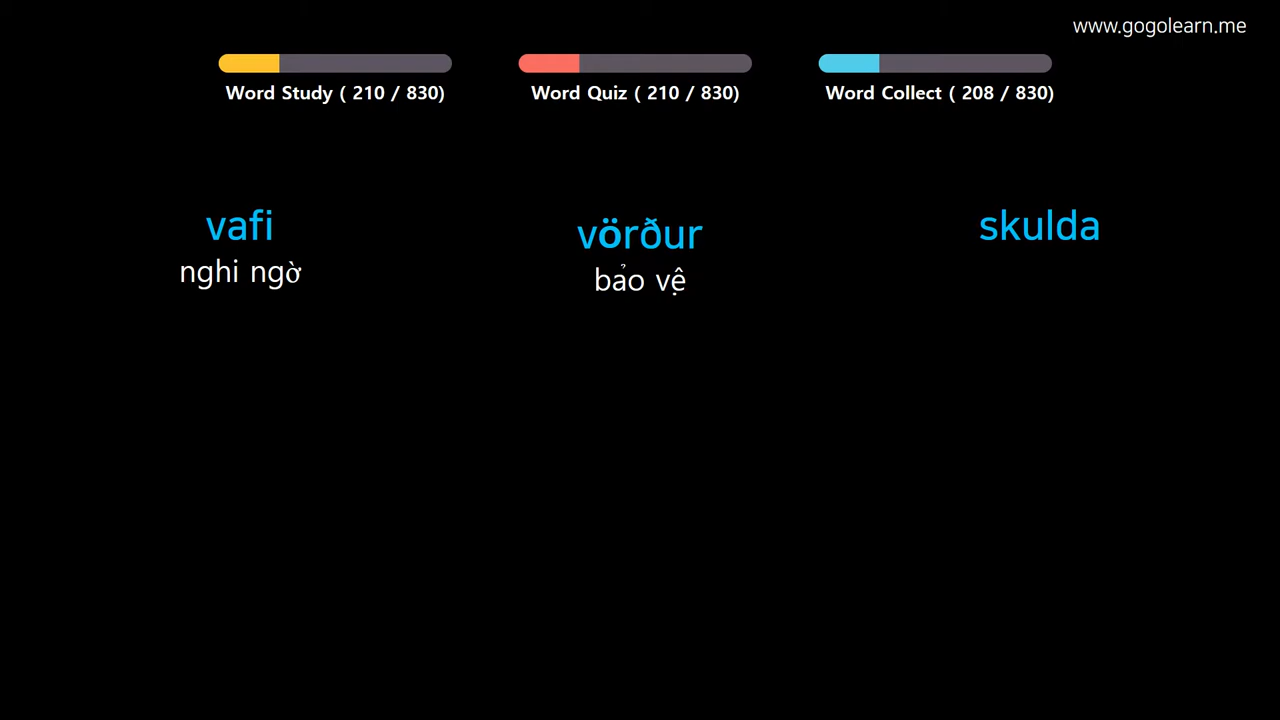 www.gogolearn.me
Word Study ( 210 / 830)
Word Quiz ( 210 / 830)
Word Collect ( 208 / 830)
vafi
nghi ngờ
vörður
bảo vệ
skulda